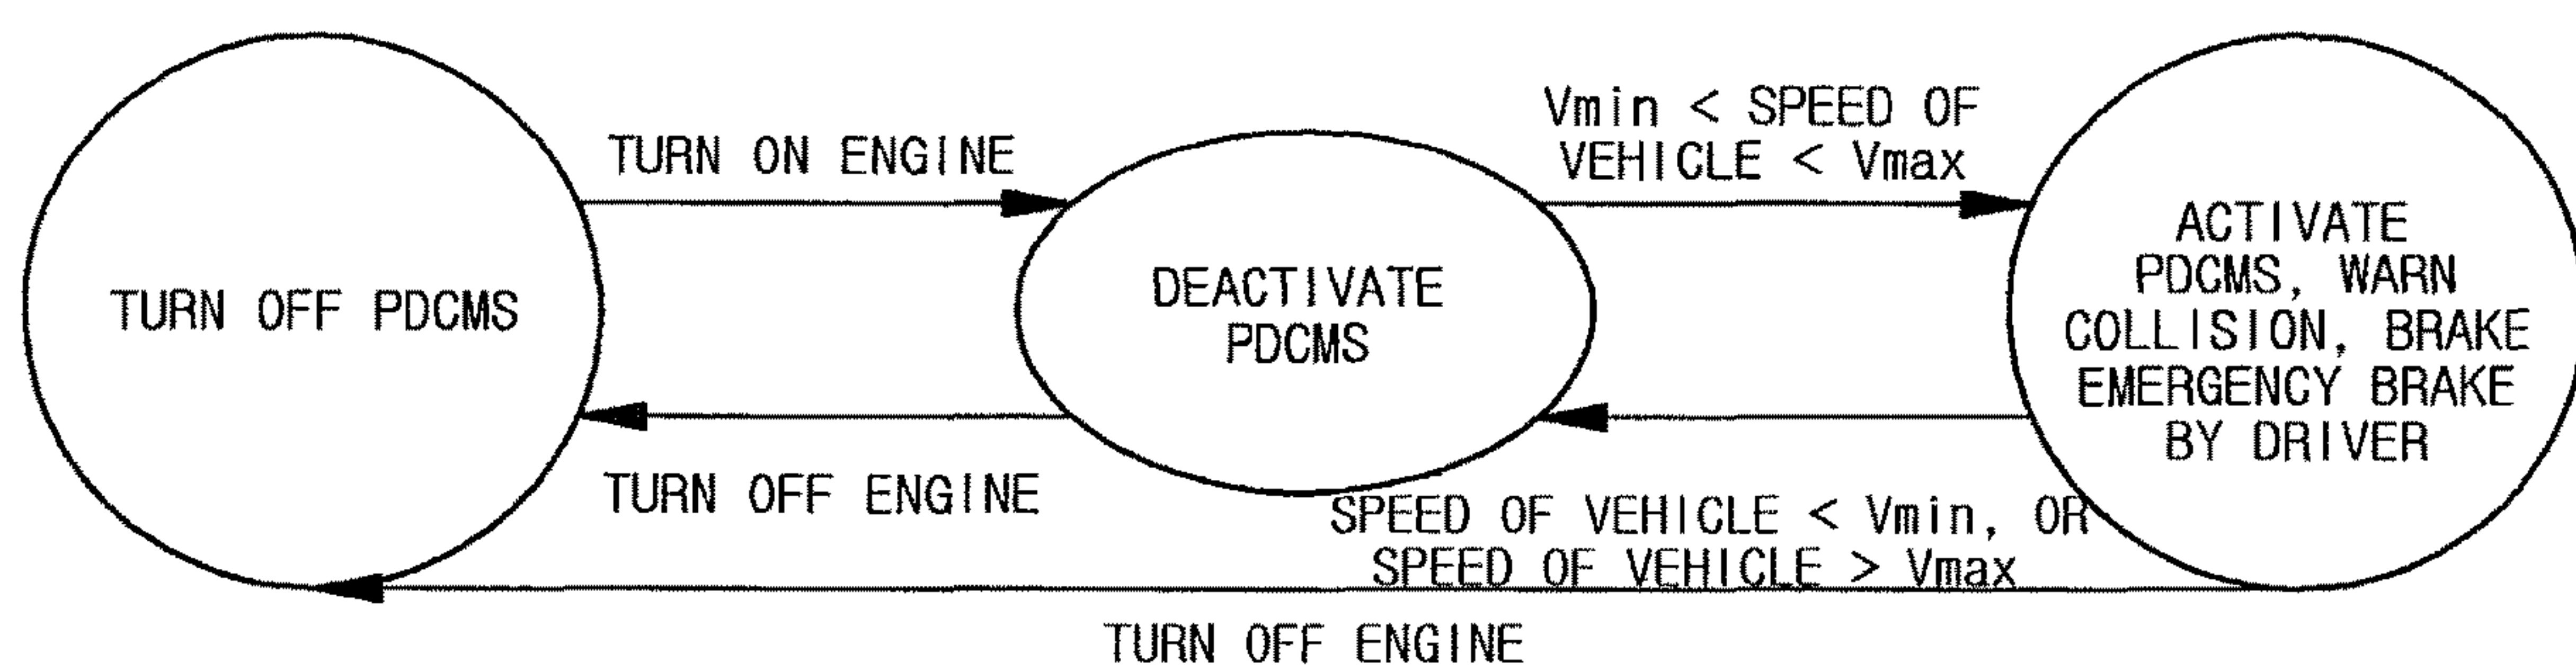 TURN OFF PDCMS
TURN ON ENGINE
TURN OFF ENGINE
DEACTIVATE
PDCMS
Vmin < SPEED OF
VEHICLE < Vmax
SPEED OF VEHICLE < Vmin, OR
SPEED OF VEHICLE > Vmax
ACTIVATE
PDCMS, WARN
COLLISION, BRAKE
EMERGENCY BRAKE
BY DRIVER
TURN OFF ENGINE